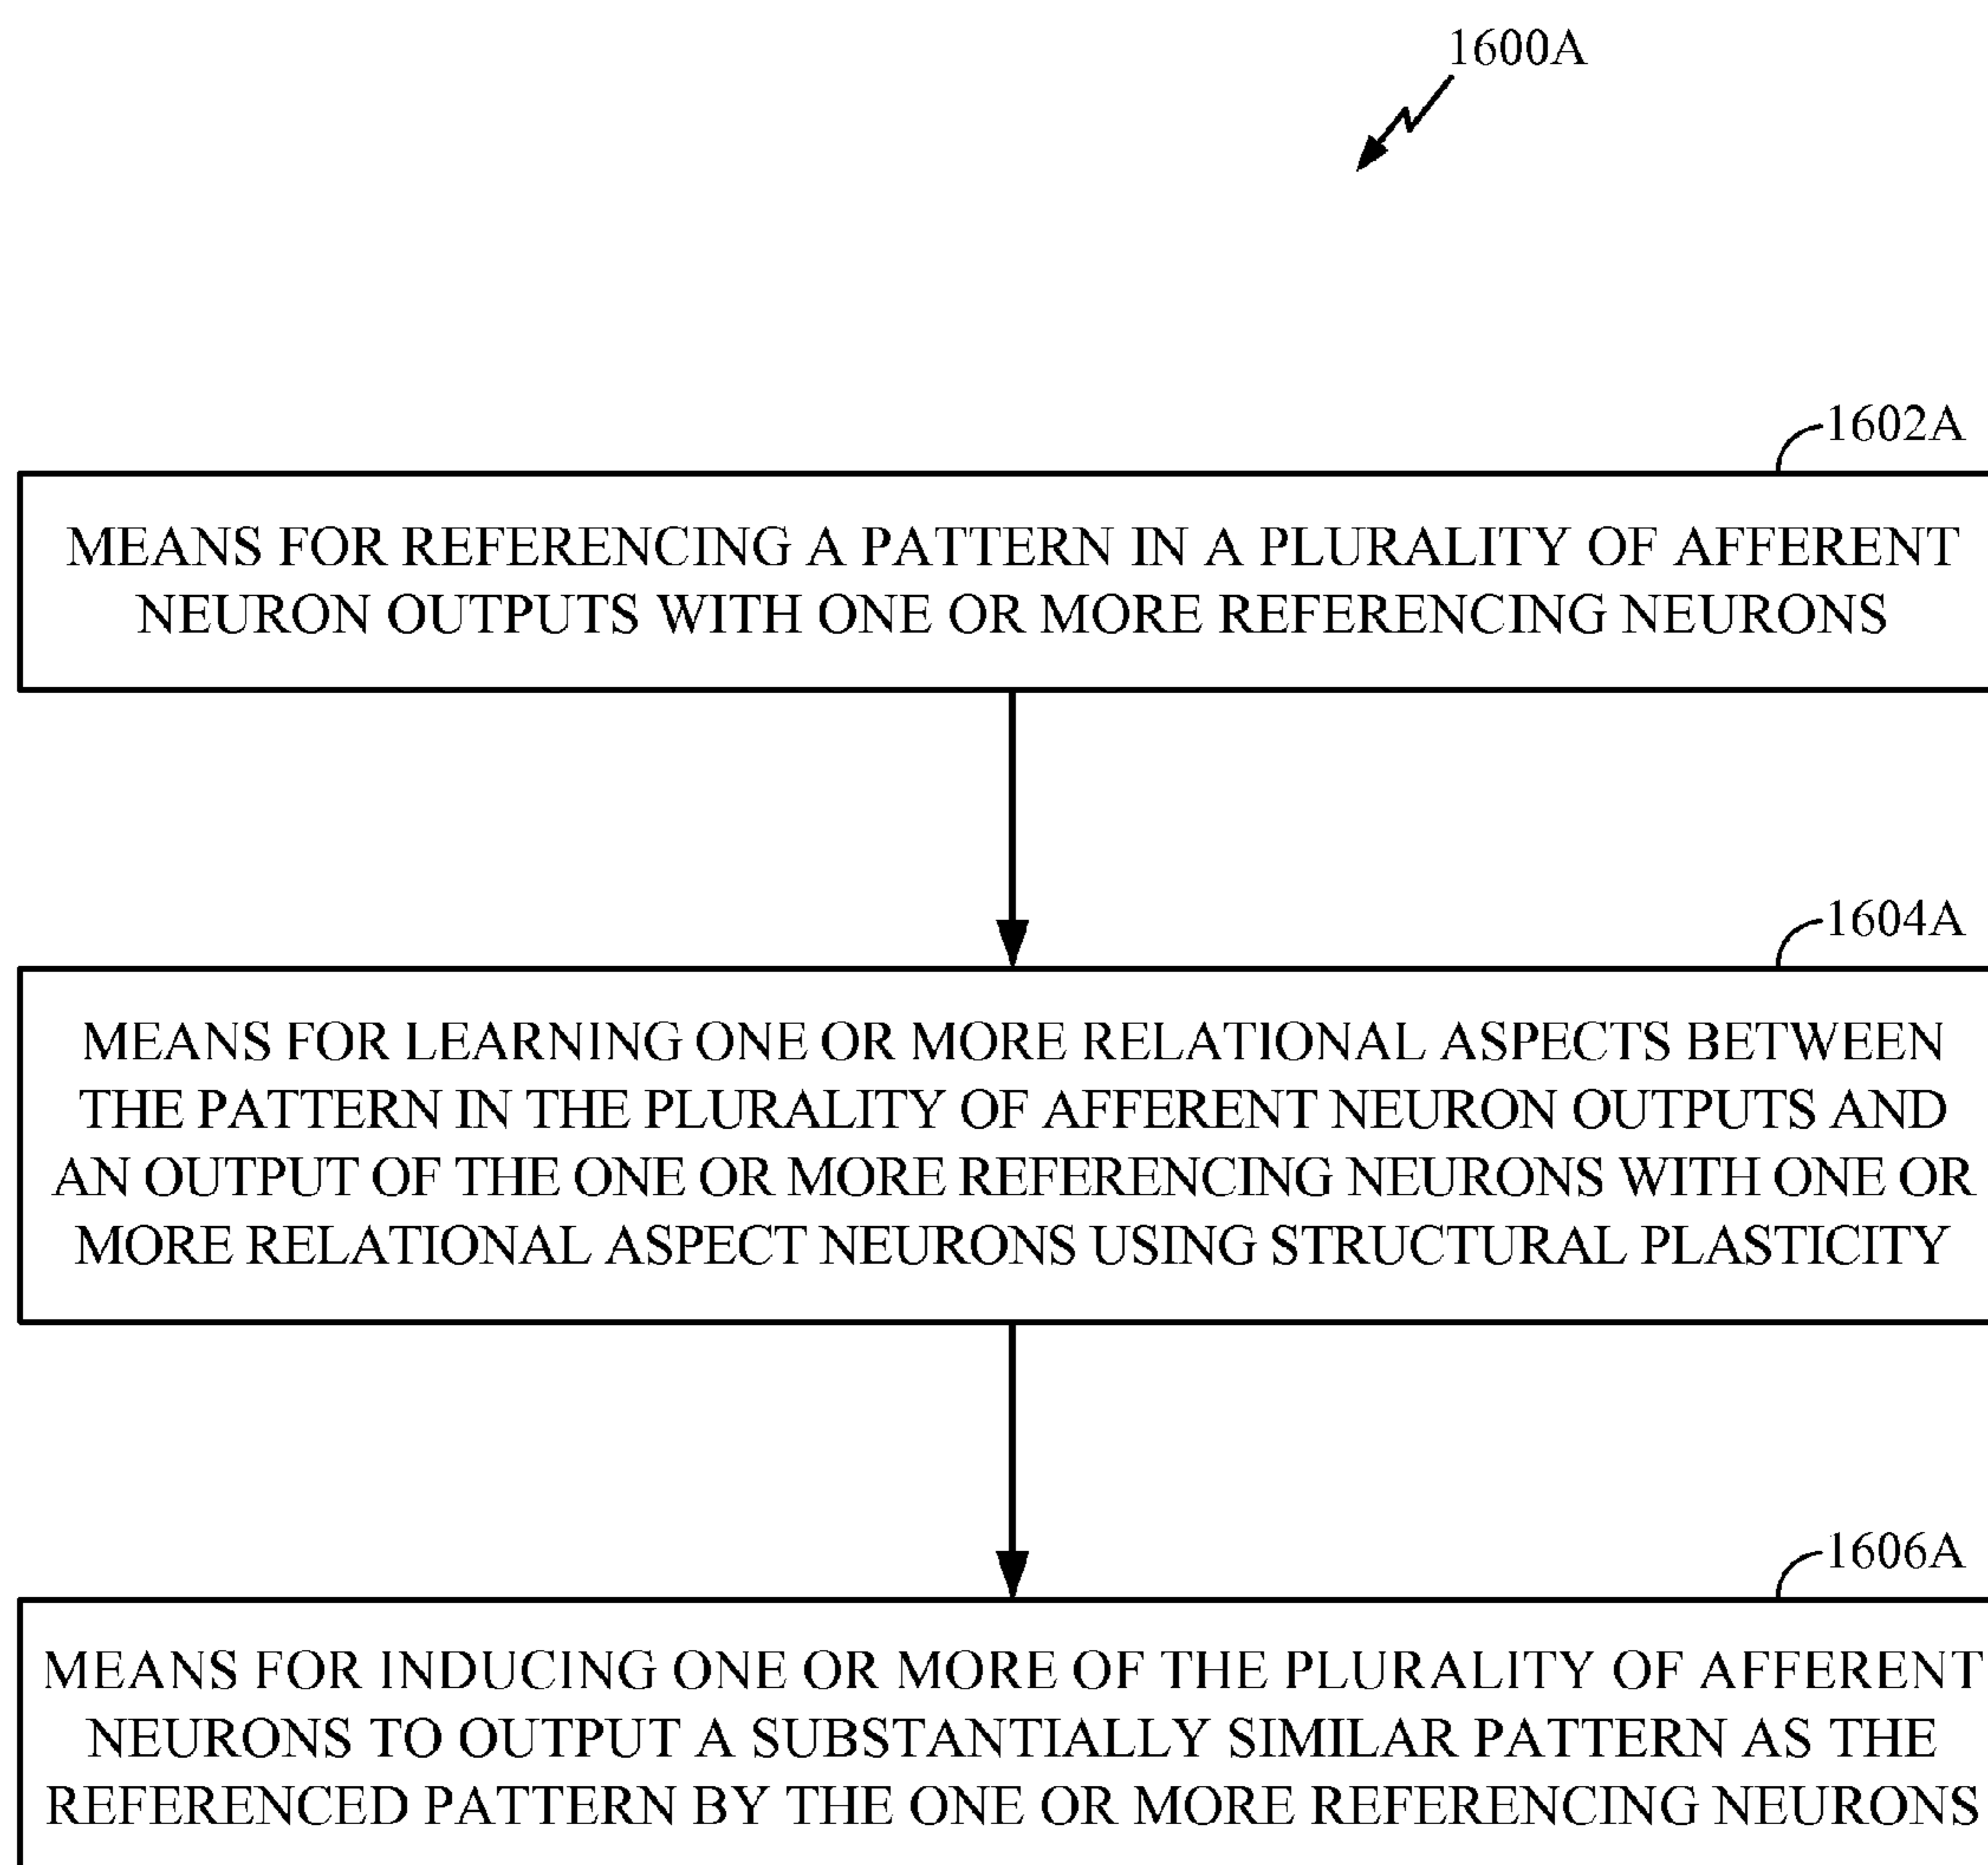 1600A
1602A
MEANS FOR REFERENCING A PATTERN IN A PLURALITY OF AFFERENT
NEURON OUTPUTS WITH ONE OR MORE REFERENCING NEURONS
1604A
MEANS FOR LEARNING ONE OR MORE RELATIONAL ASPECTS BETWEEN
THE PATTERN IN THE PLURALITY OF AFFERENT NEURON OUTPUTS AND
AN OUTPUT OF THE ONE OR MORE REFERENCING NEURONS WITH ONE OR
MORE RELATIONAL ASPECT NEURONS USING STRUCTURAL PLASTICITY
1606A
MEANS FOR INDUCING ONE OR MORE OF THE PLURALITY OF AFFERENT
NEURONS TO OUTPUT A SUBSTANTIALLY SIMILAR PATTERN AS THE
REFERENCED PATTERN BY THE ONE OR MORE REFERENCING NEURONS